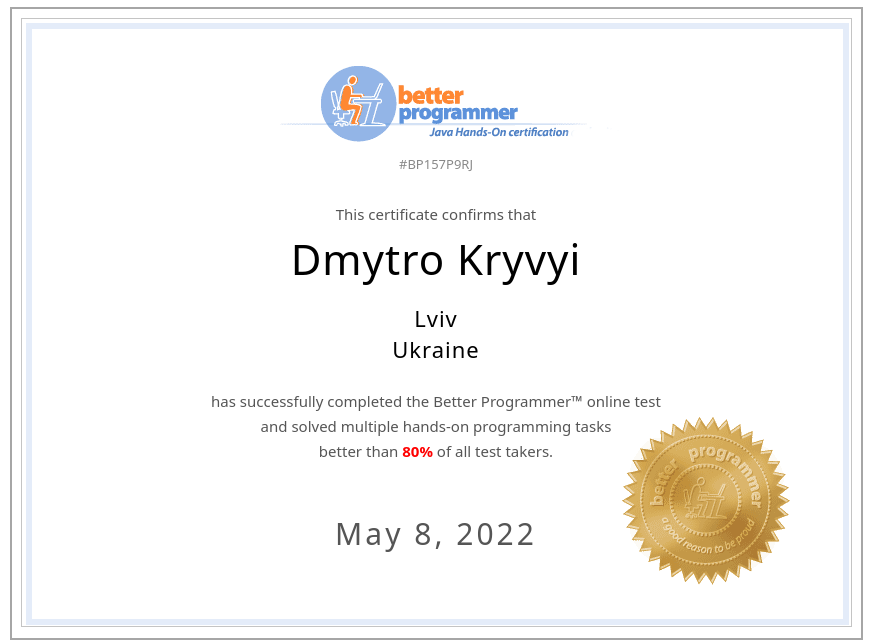 better
programmer
Java Hands-On certification
#BP157P9RJ
This certificate confirms that
Dmytro Kryvyi
Lviv
Ukraine
has successfully completed the Better Programmer™ online test
and solved multiple hands-on programming tasks
better than 80% of all test takers.
better programmer
a good reason to be proud
May 8, 2022